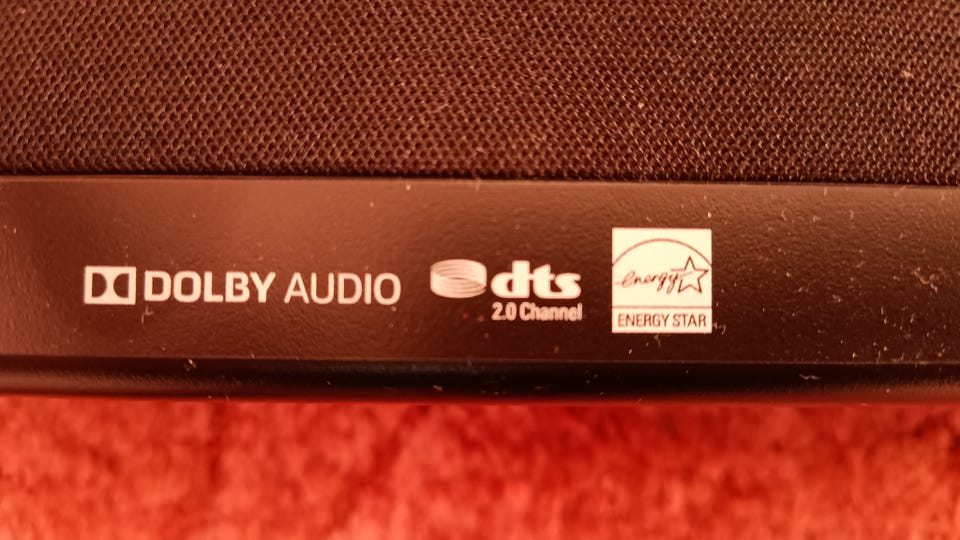 DOLBY AUDIO
dts
2.0 Channel
energy
ENERGY STAR